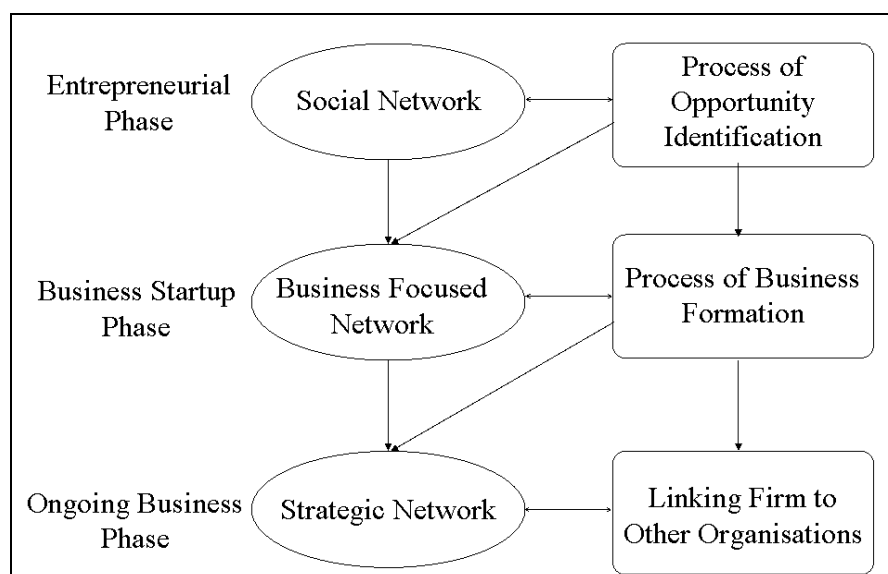 Entrepreneurial
Phase
Social Network
Process of
Opportunity
Identification
Business Startup
Phase
Business Focused
Network
Process of Business
Formation
Ongoing Business
Phase
Strategic Network
Linking Firm to
Other Organisations